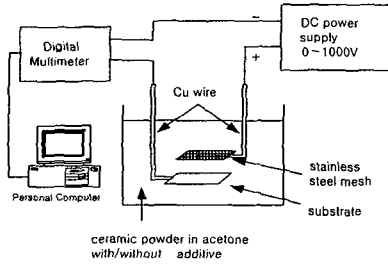 Digital
Multimeter
−
+
DC power
supply
0~1000V
Cu wire
Personal Computer
stainless
steel mesh
substrate
ceramic powder in acetone
with/without additive